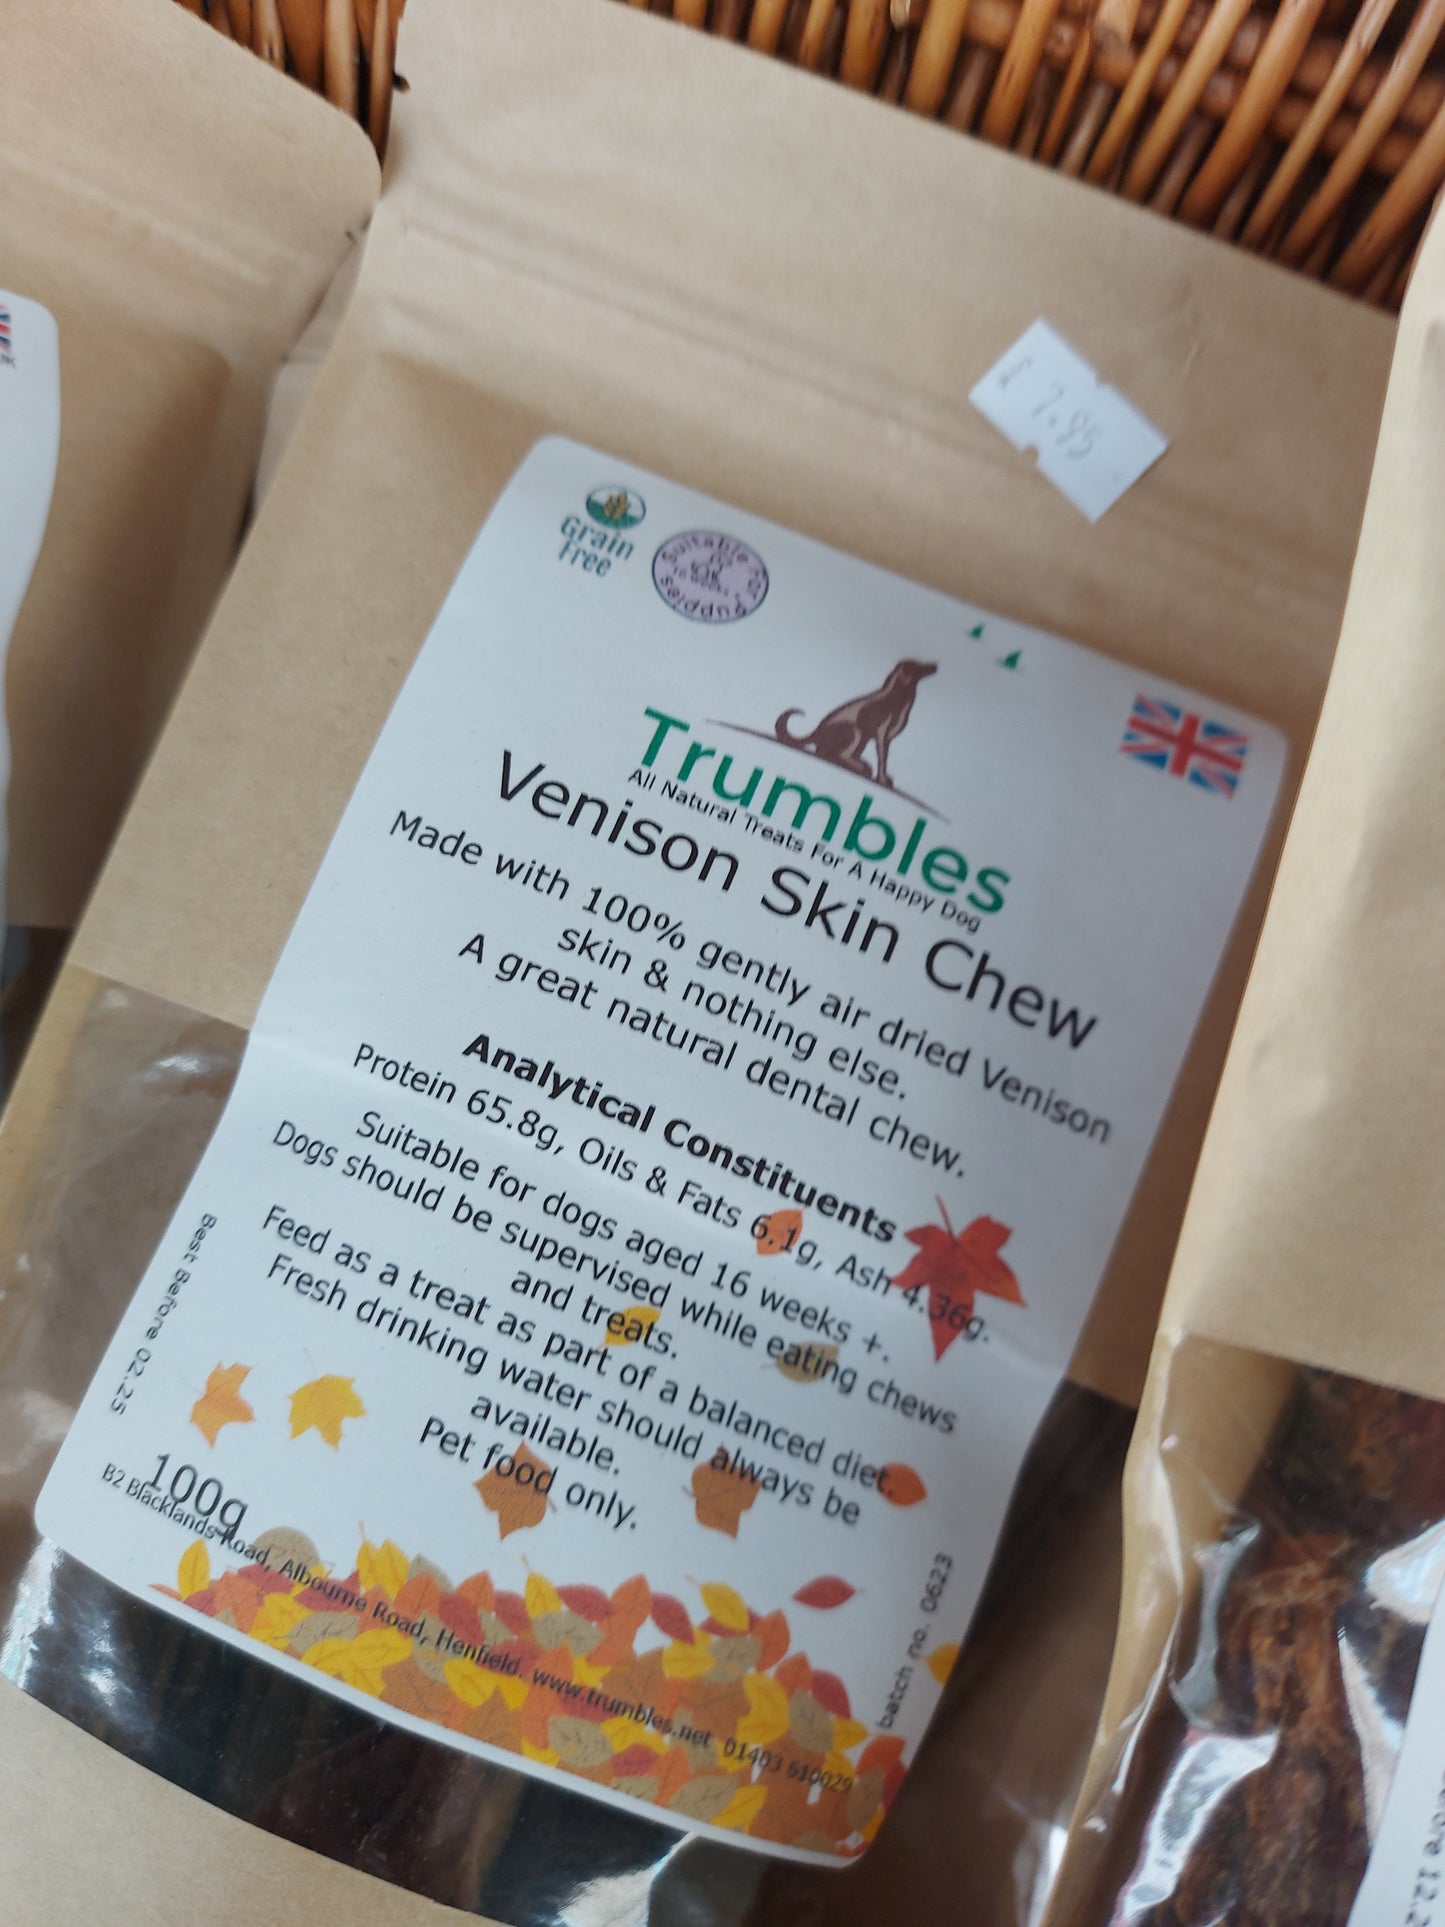 £ 7.95
Grain
Free
Suitable for
Puppies
Trumbles
All Natural Treats For A Happy Dog
Venison Skin Chew
Made with 100% gently air dried Venison
skin & nothing else.
A great natural dental chew.
Analytical Constituents
Protein 65.8g, Oils & Fats 6.1g, Ash 4.36g.
Suitable for dogs aged 16 weeks +.
Dogs should be supervised while eating chews
and treats.
Feed as a treat as part of a balanced diet.
Fresh drinking water should always be
available.
Pet food only.
Best Before 02.25
100g
B2 Blacklands Road, Albourne Road, Henfield. www.trumbles.net 01403 610029
batch no. 0623